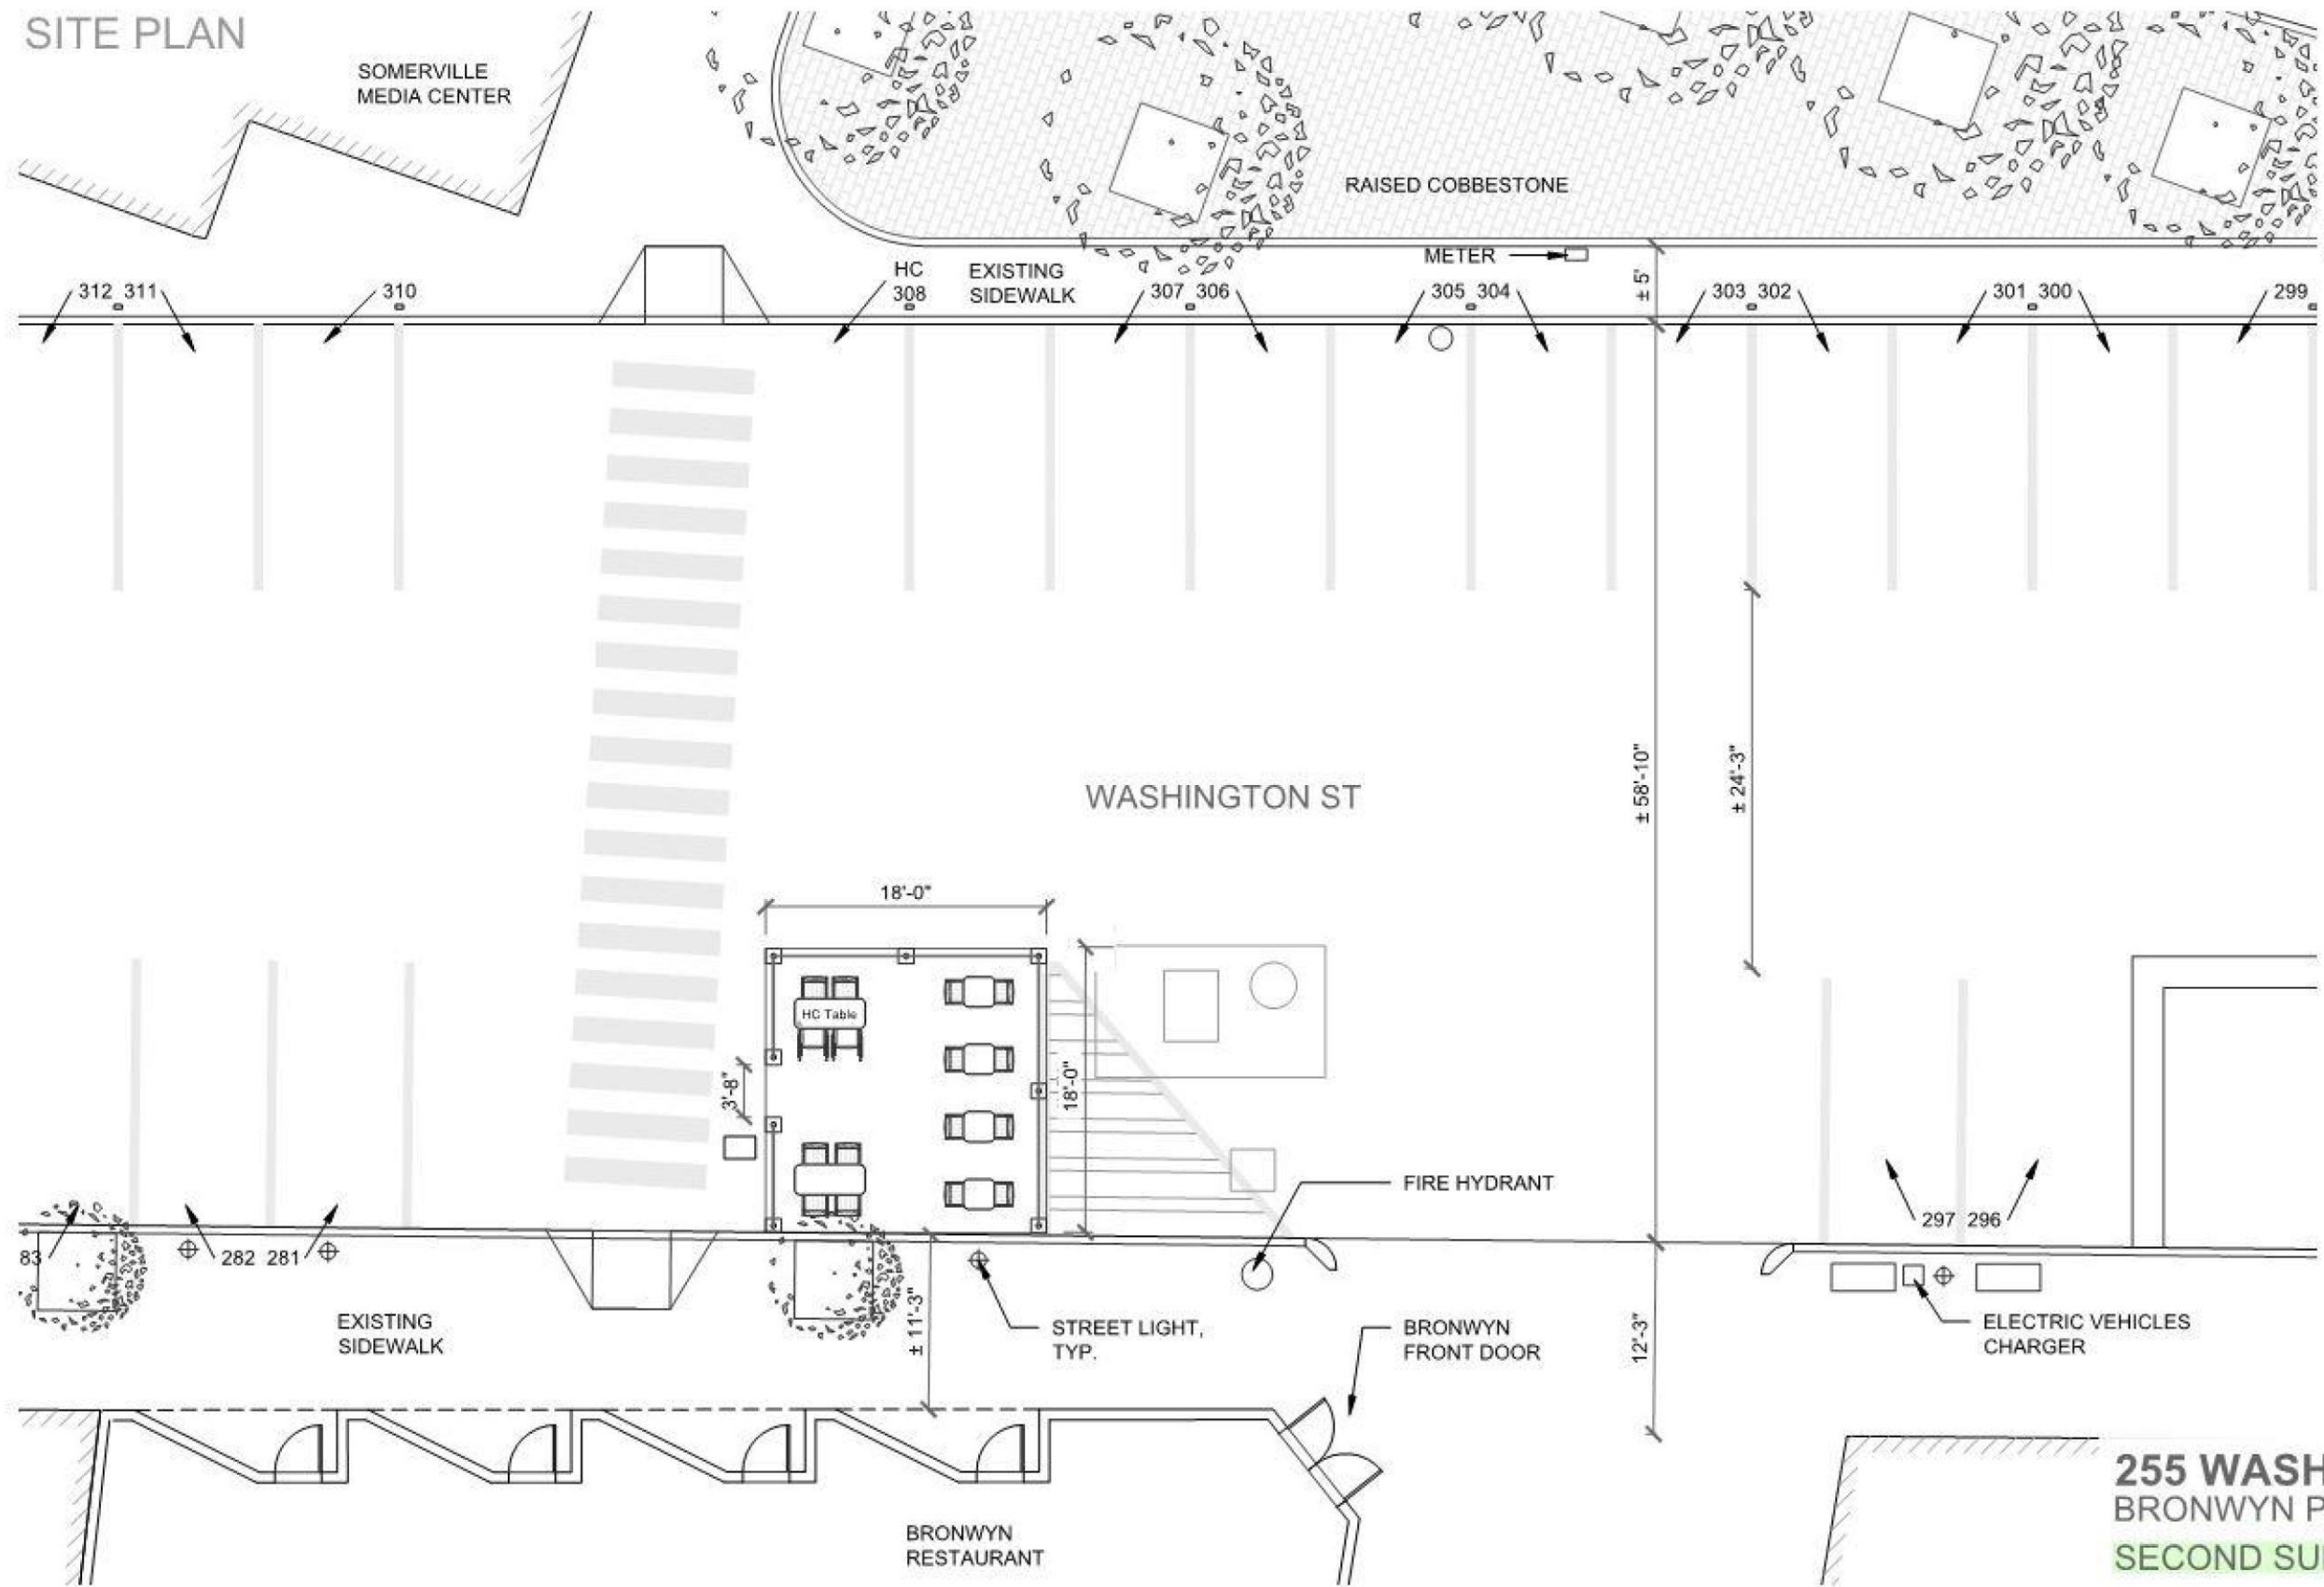 SITE PLAN
SOMERVILLE
MEDIA CENTER
RAISED COBBESTONE
METER
± 5'
312 311
310
HC
308
EXISTING
SIDEWALK
307 306
305 304
303 302
301 300
299
± 58'-10"
± 24'-3"
WASHINGTON ST
18'-0"
HC Table
3'-8"
18'-0"
FIRE HYDRANT
83
282 281
297 296
EXISTING
SIDEWALK
± 11'-3"
STREET LIGHT,
TYP.
BRONWYN
FRONT DOOR
12'-3"
ELECTRIC VEHICLES
CHARGER
BRONWYN
RESTAURANT
255 WASH
BRONWYN P
SECOND SU